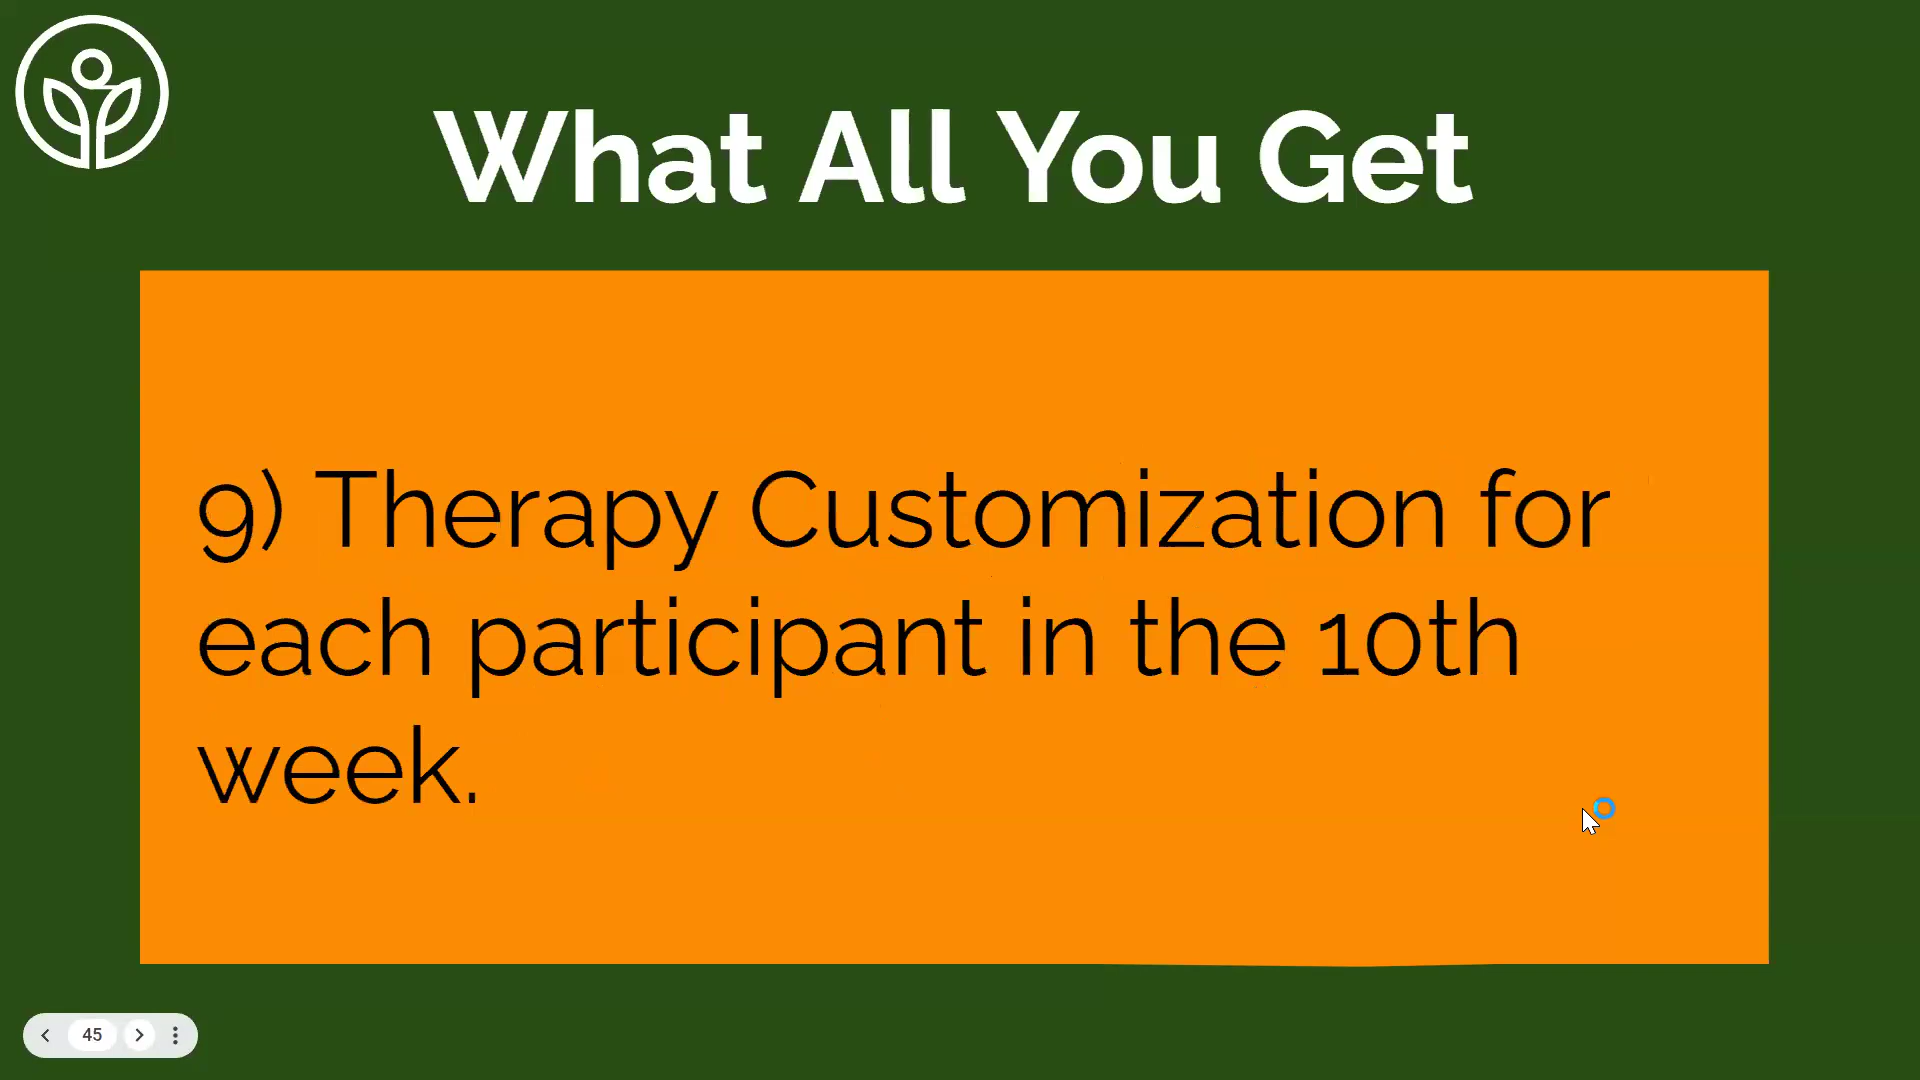 What All You Get
9) Therapy Customization for
each participant in the 10th
week.
45